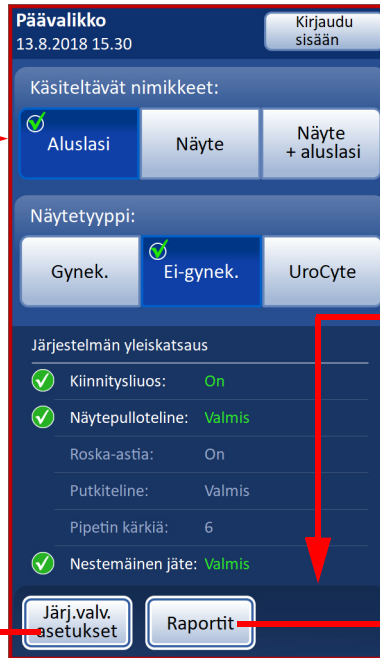 Päävalikko
13.8.2018 15.30
Kirjaudu
sisään
Käsiteltävät nimikkeet:
Aluslasi
Näyte
Näyte
+ aluslasi
Näytetyyppi:
Gynek.
Ei-gynek.
UroCyte
Järjestelmän yleiskatsaus
Kiinnitysliuos: On
Näytepulloteline: Valmis
Roska-astia: On
Putkiteline: Valmis
Pipetin kärkiä: 6
Nestemäinen jäte: Valmis
Järj.valv.
asetukset
Raportit